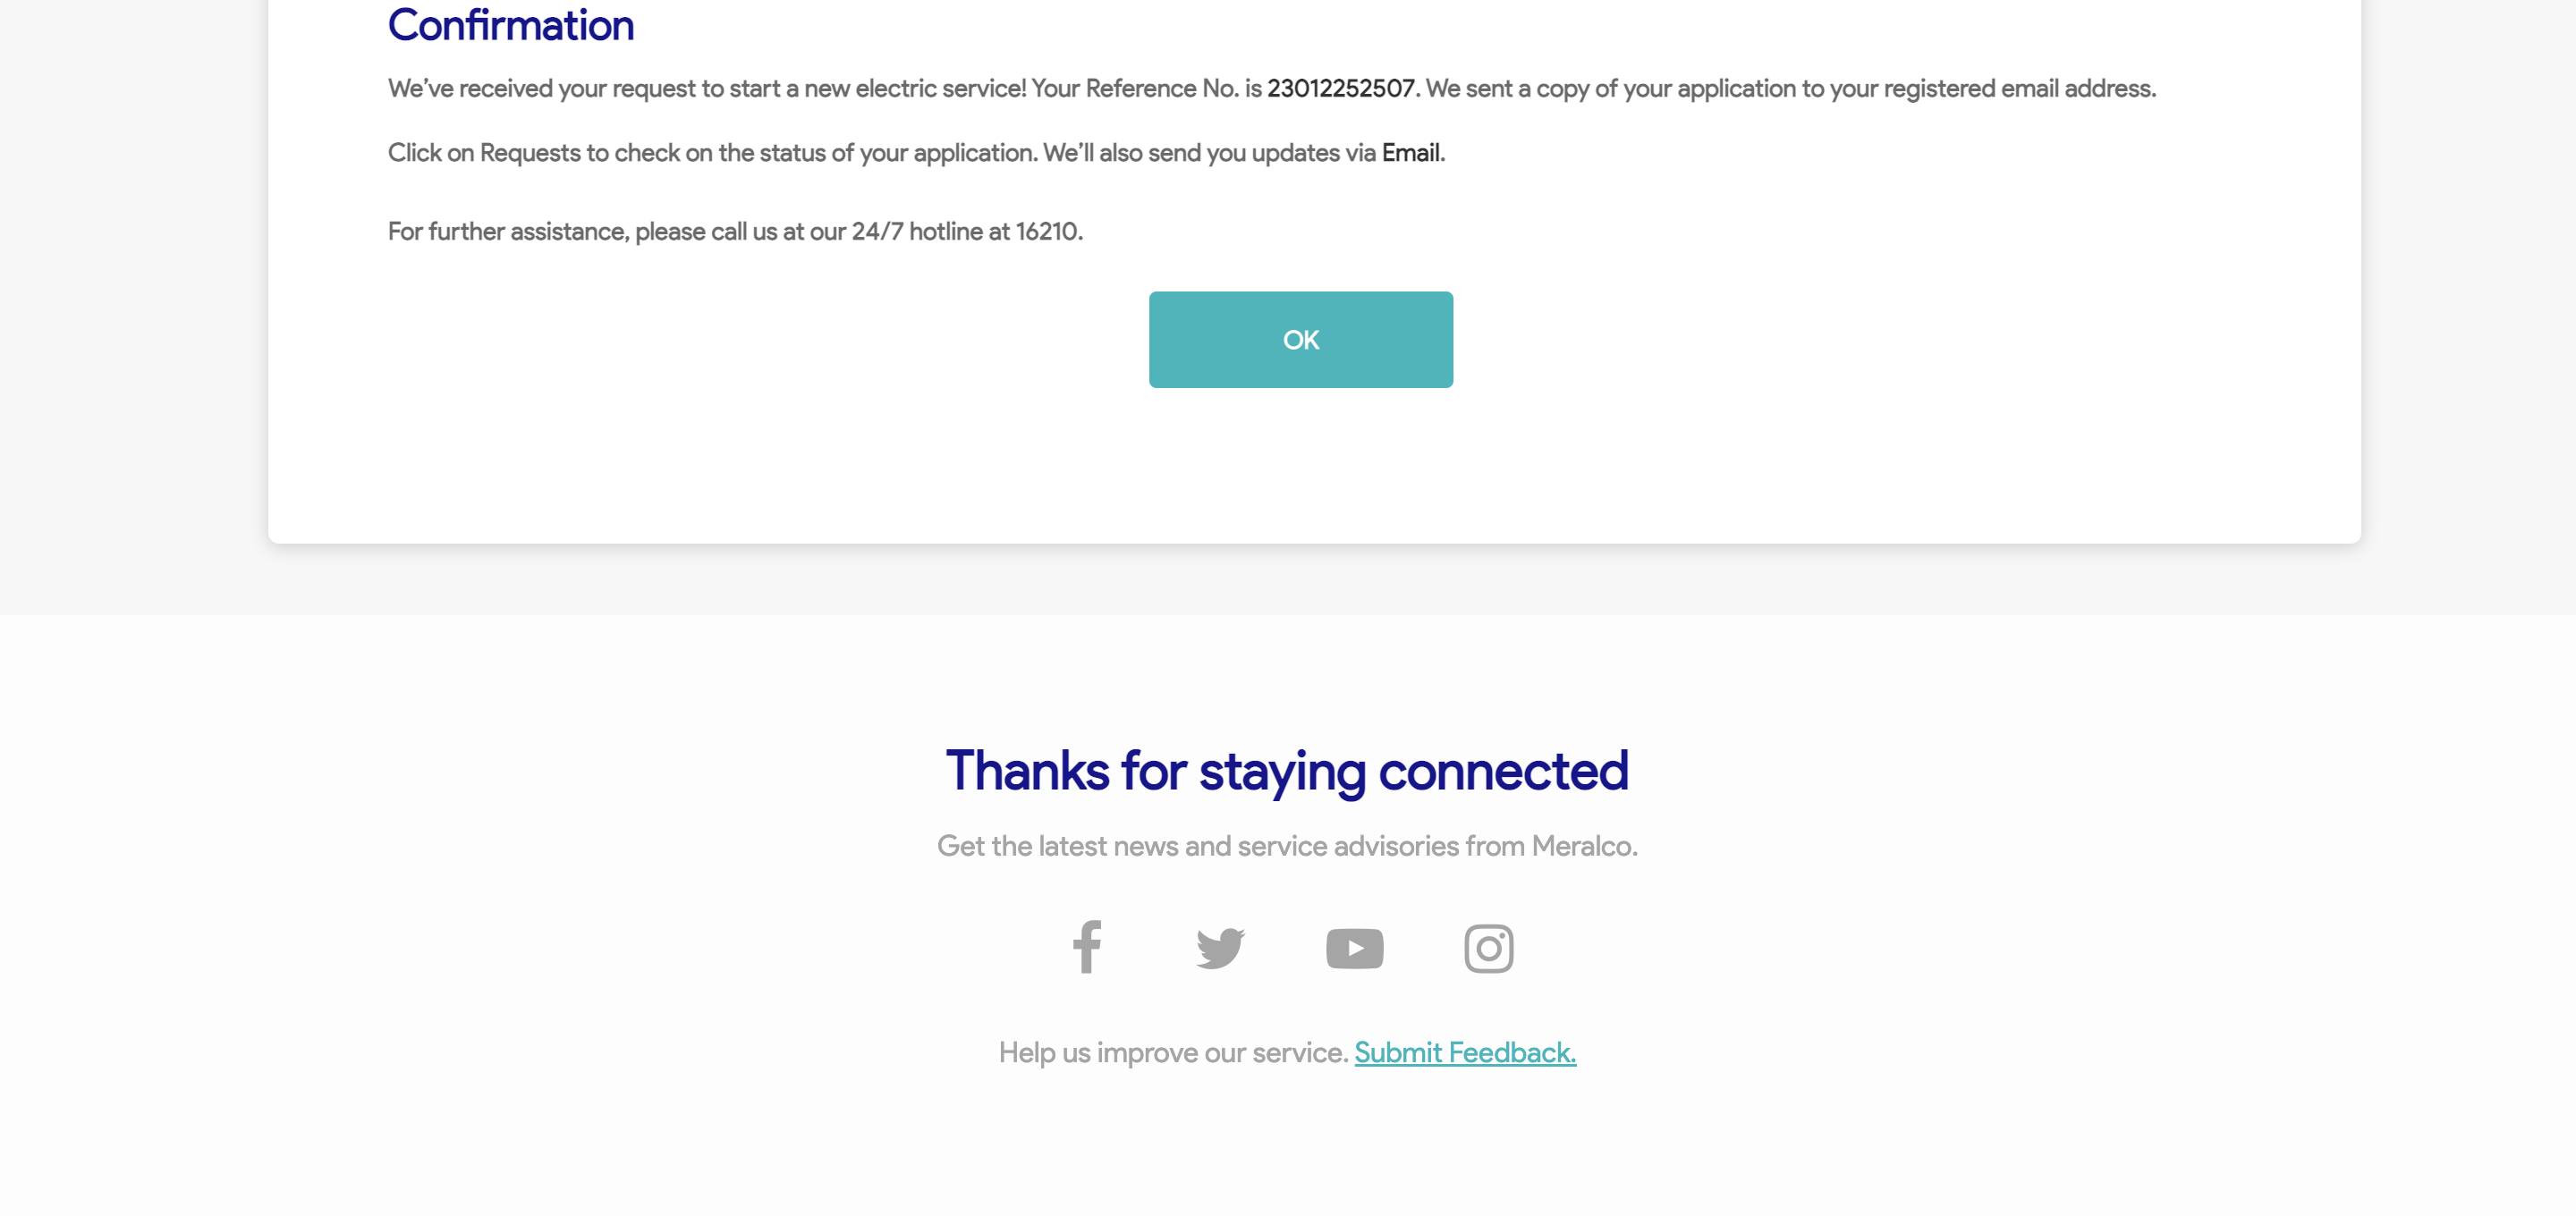 Confirmation
We’ve received your request to start a new electric service! Your Reference No. is 23012252507. We sent a copy of your application to your registered email address.
Click on Requests to check on the status of your application. We’ll also send you updates via Email.
For further assistance, please call us at our 24/7 hotline at 16210.
OK
Thanks for staying connected
Get the latest news and service advisories from Meralco.
Help us improve our service. Submit Feedback.